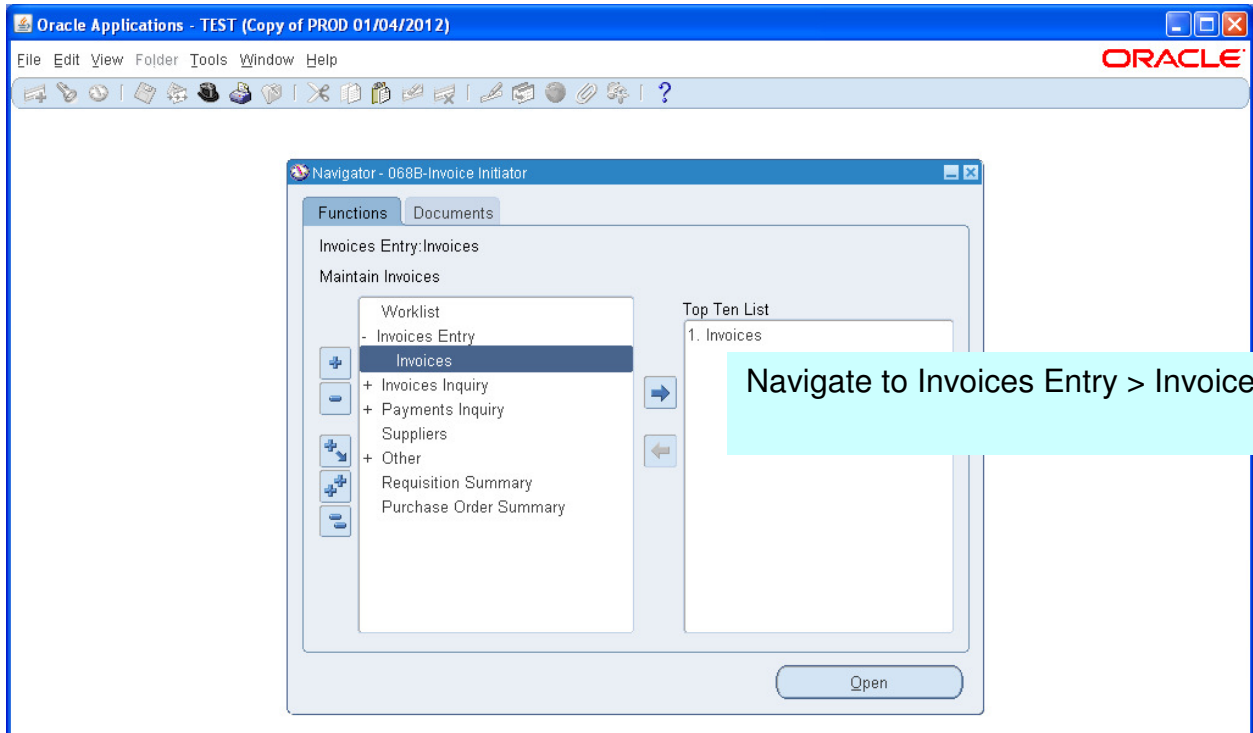 Oracle Applications - TEST (Copy of PROD 01/04/2012)
File Edit View Folder Tools Window Help
ORACLE
?
Navigator - 068B-Invoice Initiator
Functions Documents
Invoices Entry:Invoices
Maintain Invoices
Worklist
- Invoices Entry
Invoices
+ Invoices Inquiry
+ Payments Inquiry
Suppliers
+ Other
Requisition Summary
Purchase Order Summary
Top Ten List
1. Invoices
Navigate to Invoices Entry > Invoice
Open